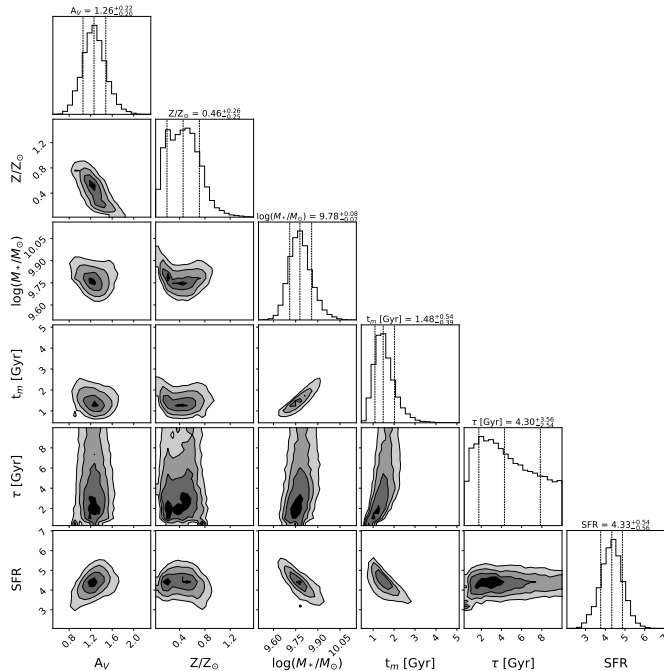 A_V = 1.26^{+0.22}_{-0.20}
Z/Z_⊙ = 0.46^{+0.26}_{-0.25}
Z/Z_⊙
1.2
0.8
0.4
log(M_*/M_⊙) = 9.78^{+0.08}_{-0.07}
log(M_*/M_⊙)
10.05
9.90
9.75
9.60
t_m [Gyr] = 1.48^{+0.54}_{-0.39}
t_m [Gyr]
5
4
3
2
1
τ [Gyr] = 4.30^{+3.56}_{-2.54}
τ [Gyr]
8
6
4
2
SFR = 4.33^{+0.54}_{-0.56}
SFR
7
6
5
4
3
0.8 1.2 1.6 2.0
0.4 0.8 1.2
9.60 9.75 9.90 10.05
1 2 3 4 5
2 4 6 8
3 4 5 6 7
A_V Z/Z_⊙ log(M_*/M_⊙) t_m [Gyr] τ [Gyr] SFR